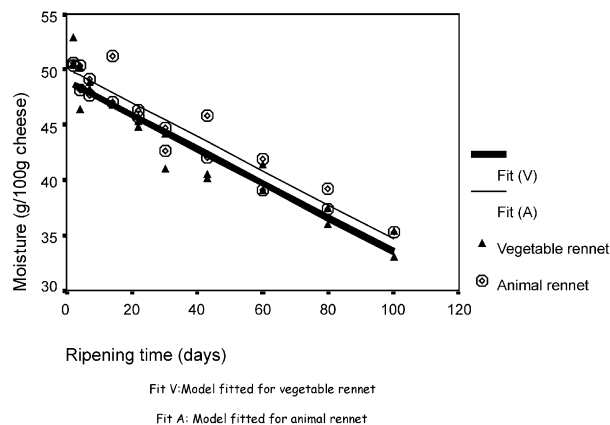 55
50
45
40
35
30
Moisture (g/100g cheese)
0 20 40 60 80 100 120
Ripening time (days)
Fit (V)
Fit (A)
Vegetable rennet
Animal rennet
Fit V:Model fitted for vegetable rennet
Fit A: Model fitted for animal rennet